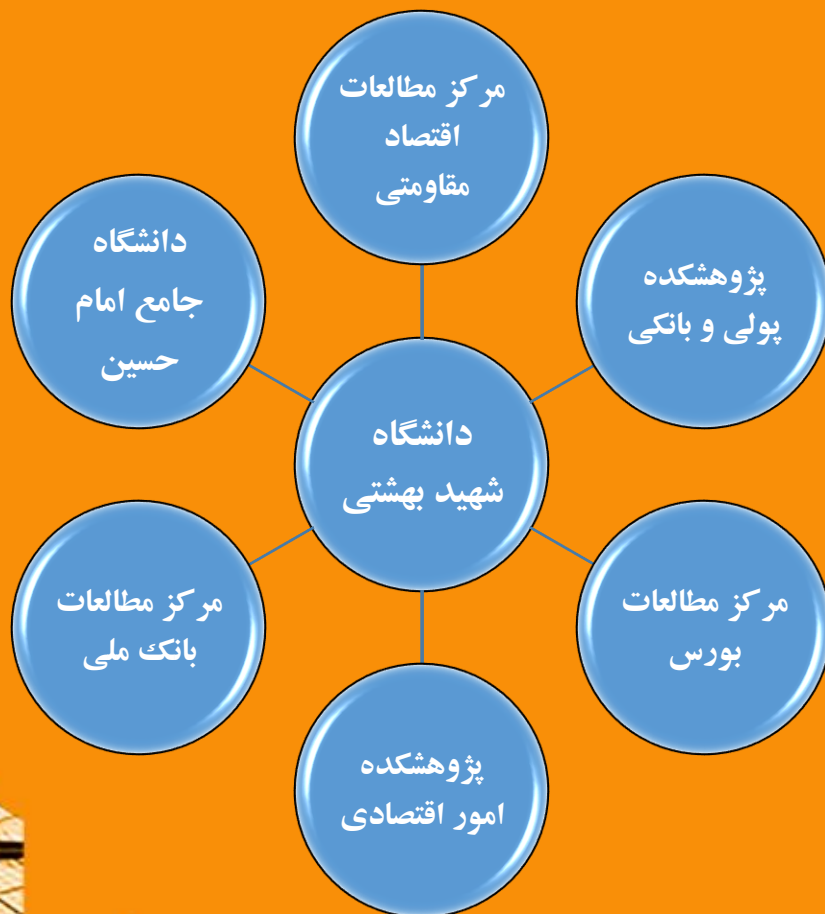 مرکز مطالعات
اقتصاد
مقاومتی
پژوهشکده
پولی و بانکی
مرکز مطالعات
بورس
پژوهشکده
امور اقتصادی
مرکز مطالعات
بانک ملی
دانشگاه
جامع امام
حسین
دانشگاه
شهید بهشتی